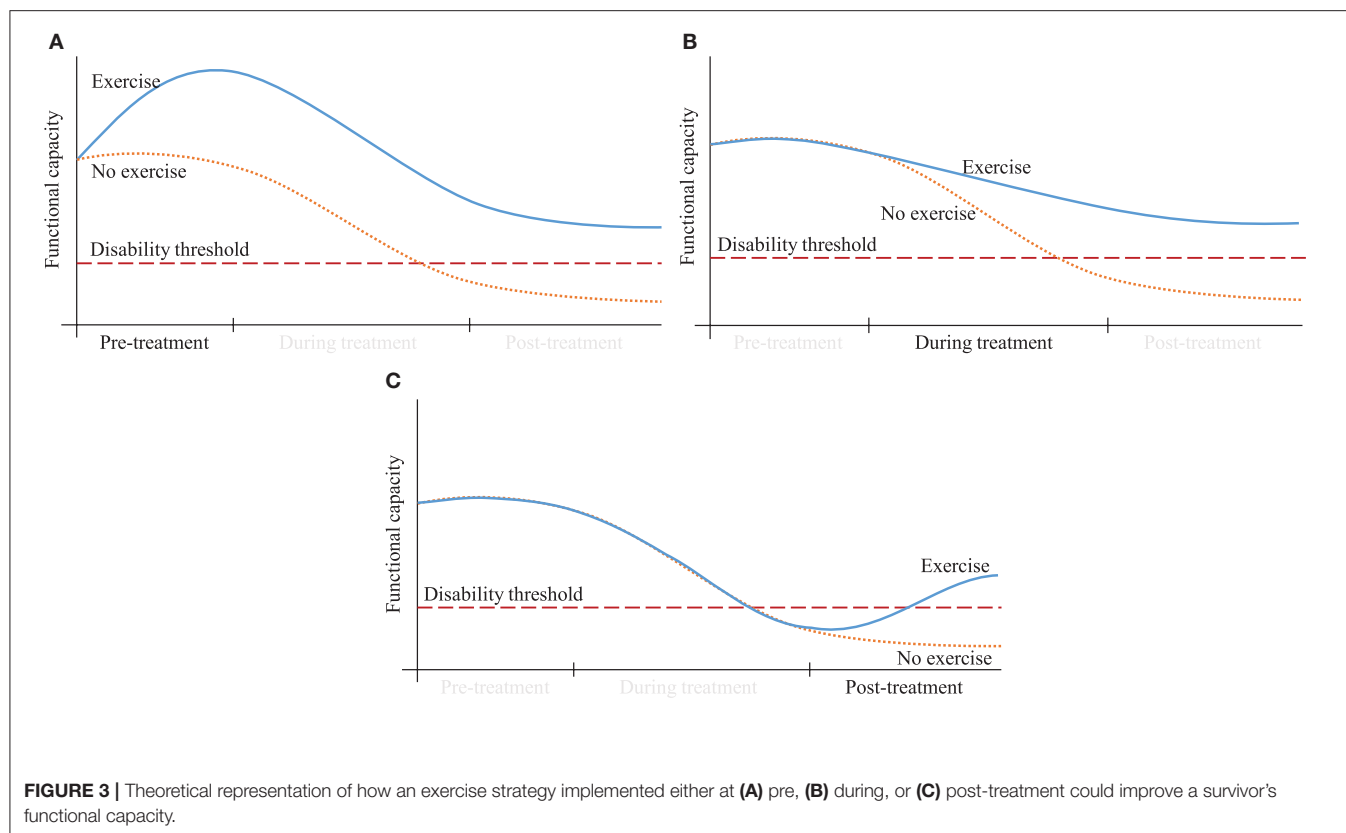 A
Exercise
No exercise
Disability threshold
Functional capacity
Pre-treatment During treatment Post-treatment
B
Exercise
No exercise
Disability threshold
Functional capacity
Pre-treatment During treatment Post-treatment
C
Exercise
Disability threshold
No exercise
Functional capacity
Pre-treatment During treatment Post-treatment
FIGURE 3 | Theoretical representation of how an exercise strategy implemented either at (A) pre, (B) during, or (C) post-treatment could improve a survivor's
functional capacity.